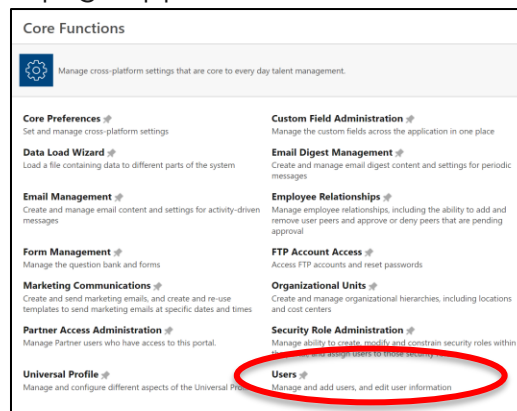 Core Functions
Manage cross-platform settings that are core to every day talent management.
Core Preferences
Set and manage cross-platform settings
Data Load Wizard
Load a file containing data to different parts of the system
Email Management
Create and manage email content and settings for activity-driven
messages
Form Management
Manage the question bank and forms
Marketing Communications
Create and send marketing emails, and create and re-use
templates to send marketing emails at specific dates and times
Partner Access Administration
Manage Partner users who have access to this portal.
Universal Profile
Manage and configure different aspects of the Universal
Custom Field Administration
Manage the custom fields across the application in one place
Email Digest Management
Create and manage email digest content and settings for periodic
messages
Employee Relationships
Manage employee relationships, including the ability to add and
remove user peers and approve or deny peers that are pending
approval
FTP Account Access
Access FTP accounts and reset passwords
Organizational Units
Create and manage organizational hierarchies, including locations
and cost centers
Security Role Administration
Manage ability to create, modify and constrain security roles within
and assign users to those security
Users
Manage and add users, and edit user information